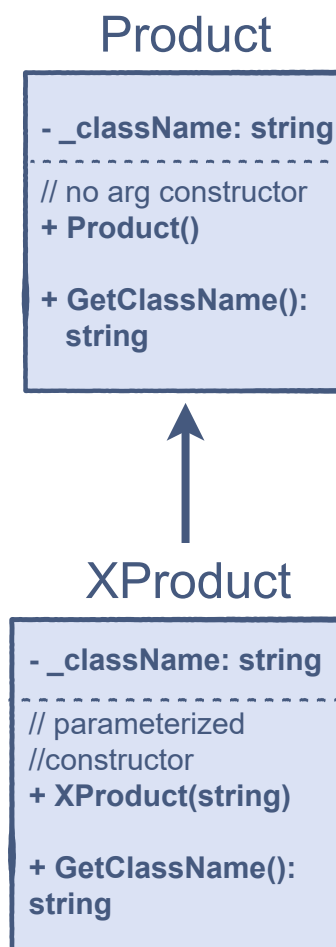 Product
- _className: string
// no arg constructor
+ Product()
+ GetClassName():
string
XProduct
- _className: string
// parameterized
//constructor
+ XProduct(string)
+ GetClassName():
string